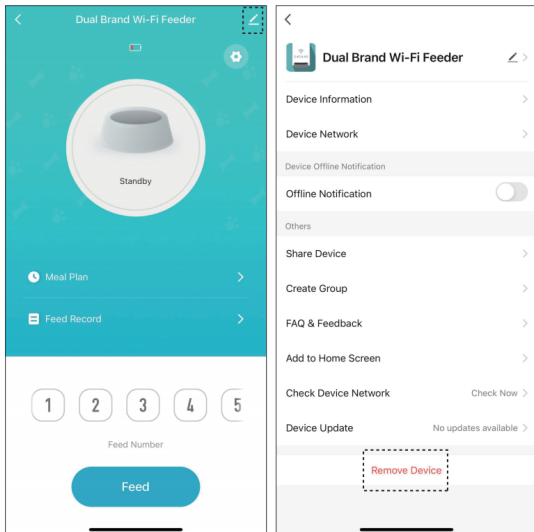 Dual Brand Wi-Fi Feeder
Standby
Meal Plan
Feed Record
1 2 3 4 5
Feed Number
Feed
Dual Brand Wi-Fi Feeder
Device Information
Device Network
Device Offline Notification
Offline Notification
Others
Share Device
Create Group
FAQ & Feedback
Add to Home Screen
Check Device Network Check Now
Device Update No updates available
Remove Device